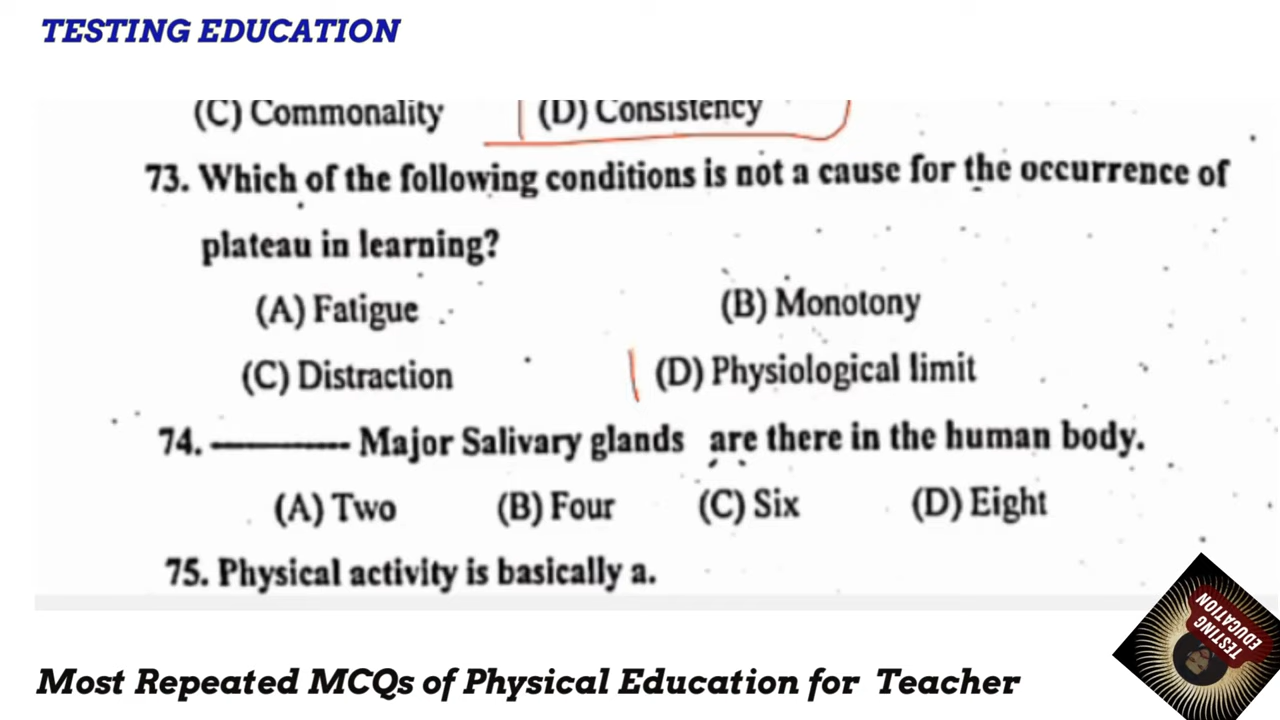 TESTING EDUCATION
(C) Commonality (D) Consistency
73. Which of the following conditions is not a cause for the occurrence of
plateau in learning?
(A) Fatigue (B) Monotony
(C) Distraction (D) Physiological limit
74. ———— Major Salivary glands are there in the human body.
(A) Two (B) Four (C) Six (D) Eight
75. Physical activity is basically a.
TESTING
EDUCATION
Most Repeated MCQs of Physical Education for Teacher